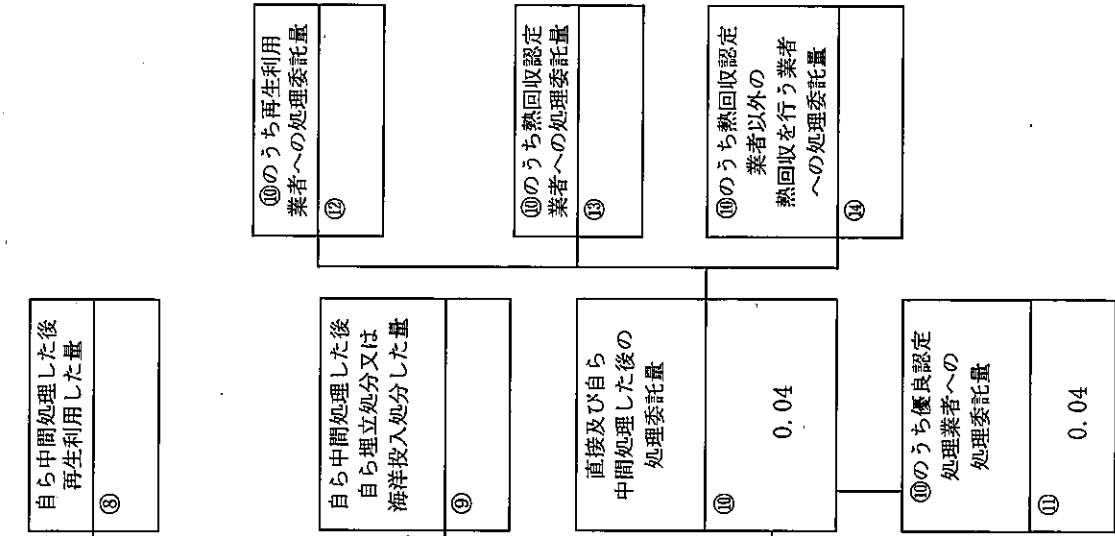 自ら中間処理した後
再生利用した量
⑧
自ら中間処理した後
自ら埋立処分又は
海洋投入処分した量
⑨
直接及び自ら
中間処理した後の
処理委託量
⑩
0.04
⑩のうち優良認定
処理業者への
処理委託量
⑪
0.04
⑩のうち再生利用
業者への処理委託量
⑫
⑩のうち熱回収認定
業者への処理委託量
⑬
⑩のうち熱回収認定
業者以外の
熱回収を行う業者
への処理委託量
⑭